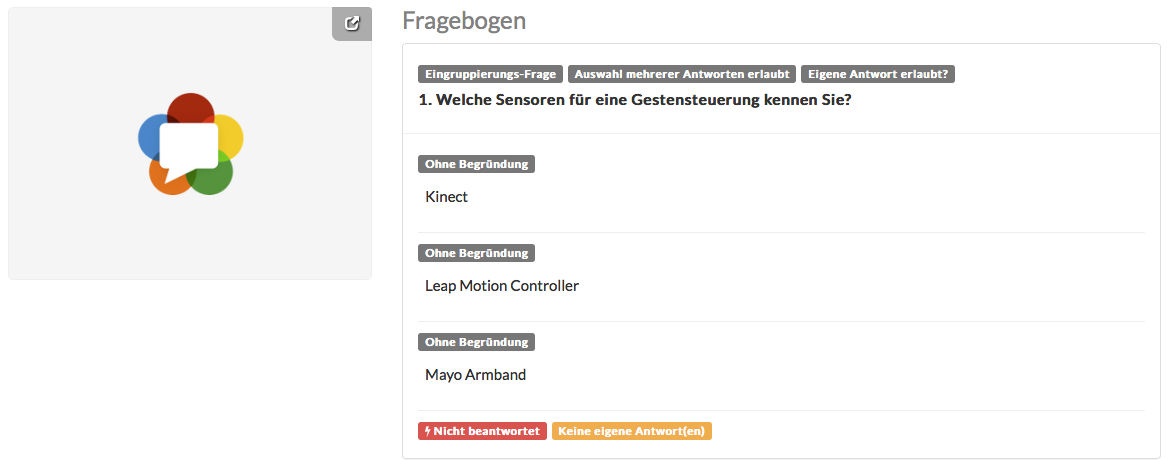 Fragebogen
Eingruppierungs-Frage Auswahl mehrerer Antworten erlaubt Eigene Antwort erlaubt?
1. Welche Sensoren für eine Gestensteuerung kennen Sie?
Ohne Begründung
Kinect
Ohne Begründung
Leap Motion Controller
Ohne Begründung
Mayo Armband
Nicht beantwortet Keine eigene Antwort(en)